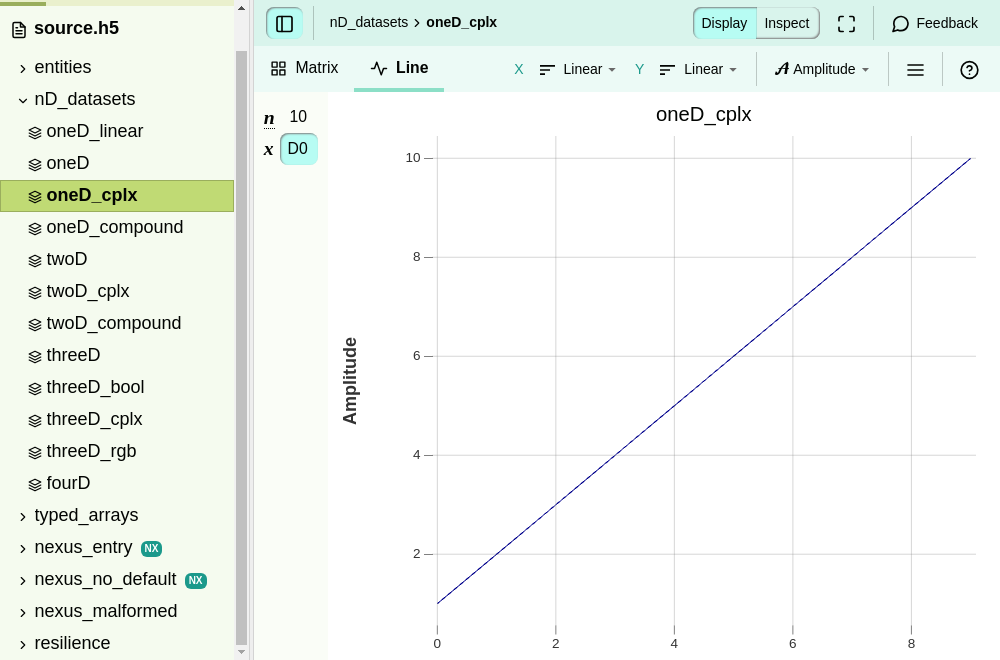 source.h5
entities
nD_datasets
oneD_linear
oneD
oneD_cplx
oneD_compound
twoD
twoD_cplx
twoD_compound
threeD
threeD_bool
threeD_cplx
threeD_rgb
fourD
typed_arrays
nexus_entry NX
nexus_no_default NX
nexus_malformed
resilience
nD_datasets › oneD_cplx
Display Inspect
Feedback
Matrix Line
X Linear Y Linear 𝓐 Amplitude
n 10
x D0
oneD_cplx
Amplitude
10
8
6
4
2
0 2 4 6 8